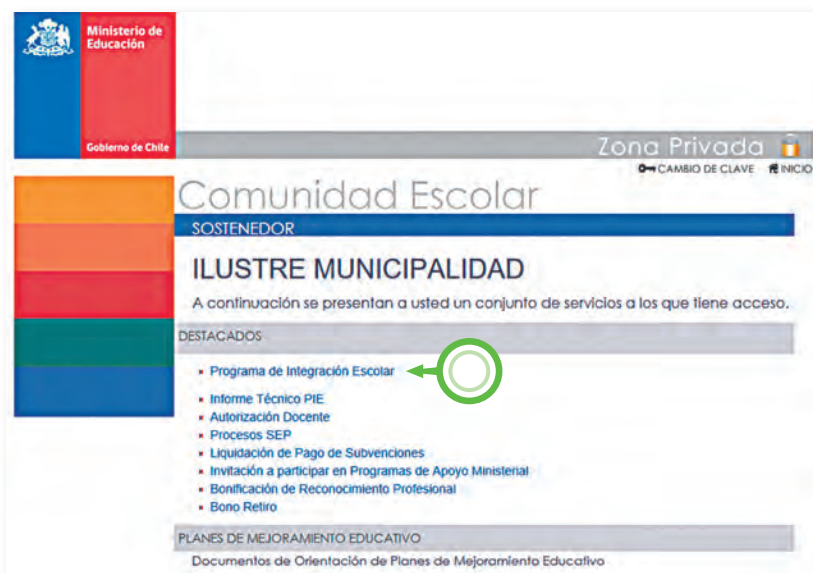 Ministerio de
Educación
Gobierno de Chile
Zona Privada
CAMBIO DE CLAVE INICIO
Comunidad Escolar
SOSTENEDOR
ILUSTRE MUNICIPALIDAD
A continuación se presentan a usted un conjunto de servicios a los que tiene acceso.
DESTACADOS
Programa de Integración Escolar
Informe Técnico PIE
Autorización Docente
Procesos SEP
Liquidación de Pago de Subvenciones
Invitación a participar en Programas de Apoyo Ministerial
Bonificación de Reconocimiento Profesional
Bono Retiro
PLANES DE MEJORAMIENTO EDUCATIVO
Documentos de Orientación de Planes de Mejoramiento Educativo